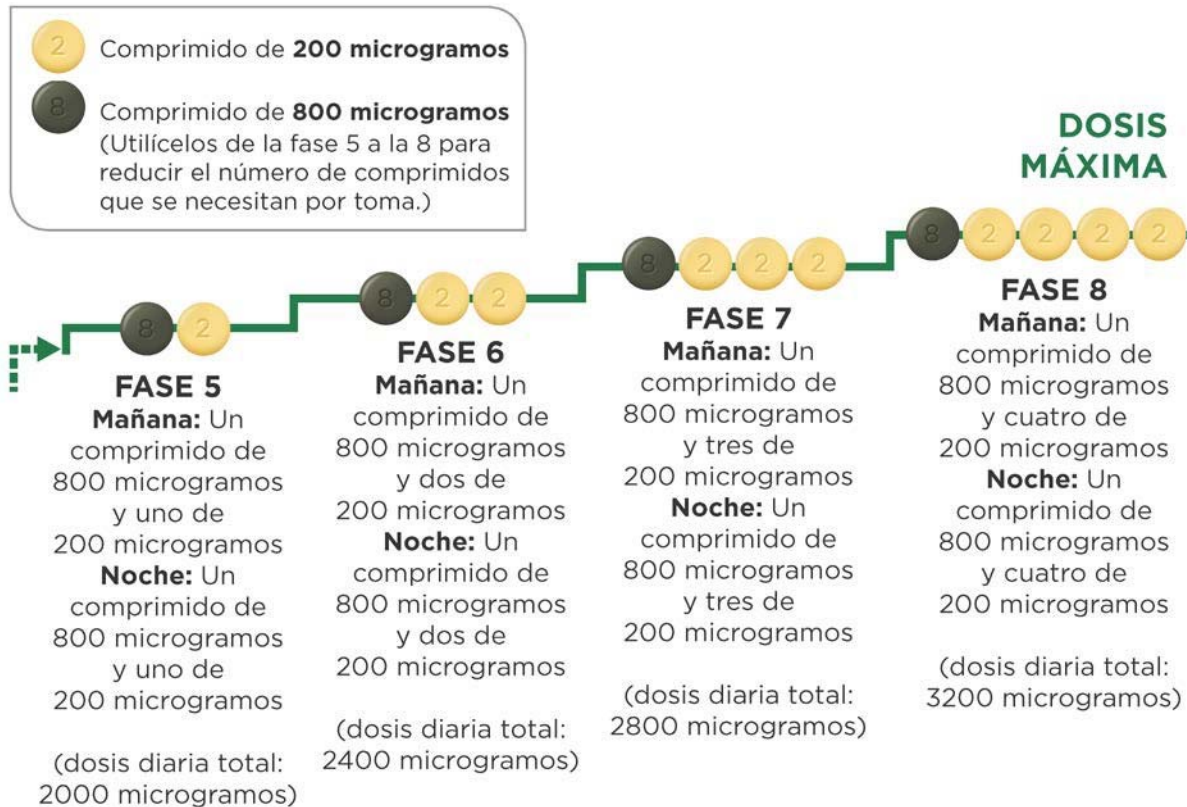 2 Comprimido de 200 microgramos
8 Comprimido de 800 microgramos
(Utilícelos de la fase 5 a la 8 para
reducir el número de comprimidos
que se necesitan por toma.)
DOSIS
MÁXIMA
8 2
FASE 5
Mañana: Un
comprimido de
800 microgramos
y uno de
200 microgramos
Noche: Un
comprimido de
800 microgramos
y uno de
200 microgramos
(dosis diaria total:
2000 microgramos)
8 2 2
FASE 6
Mañana: Un
comprimido de
800 microgramos
y dos de
200 microgramos
Noche: Un
comprimido de
800 microgramos
y dos de
200 microgramos
(dosis diaria total:
2400 microgramos)
8 2 2 2
FASE 7
Mañana: Un
comprimido de
800 microgramos
y tres de
200 microgramos
Noche: Un
comprimido de
800 microgramos
y tres de
200 microgramos
(dosis diaria total:
2800 microgramos)
8 2 2 2 2
FASE 8
Mañana: Un
comprimido de
800 microgramos
y cuatro de
200 microgramos
Noche: Un
comprimido de
800 microgramos
y cuatro de
200 microgramos
(dosis diaria total:
3200 microgramos)